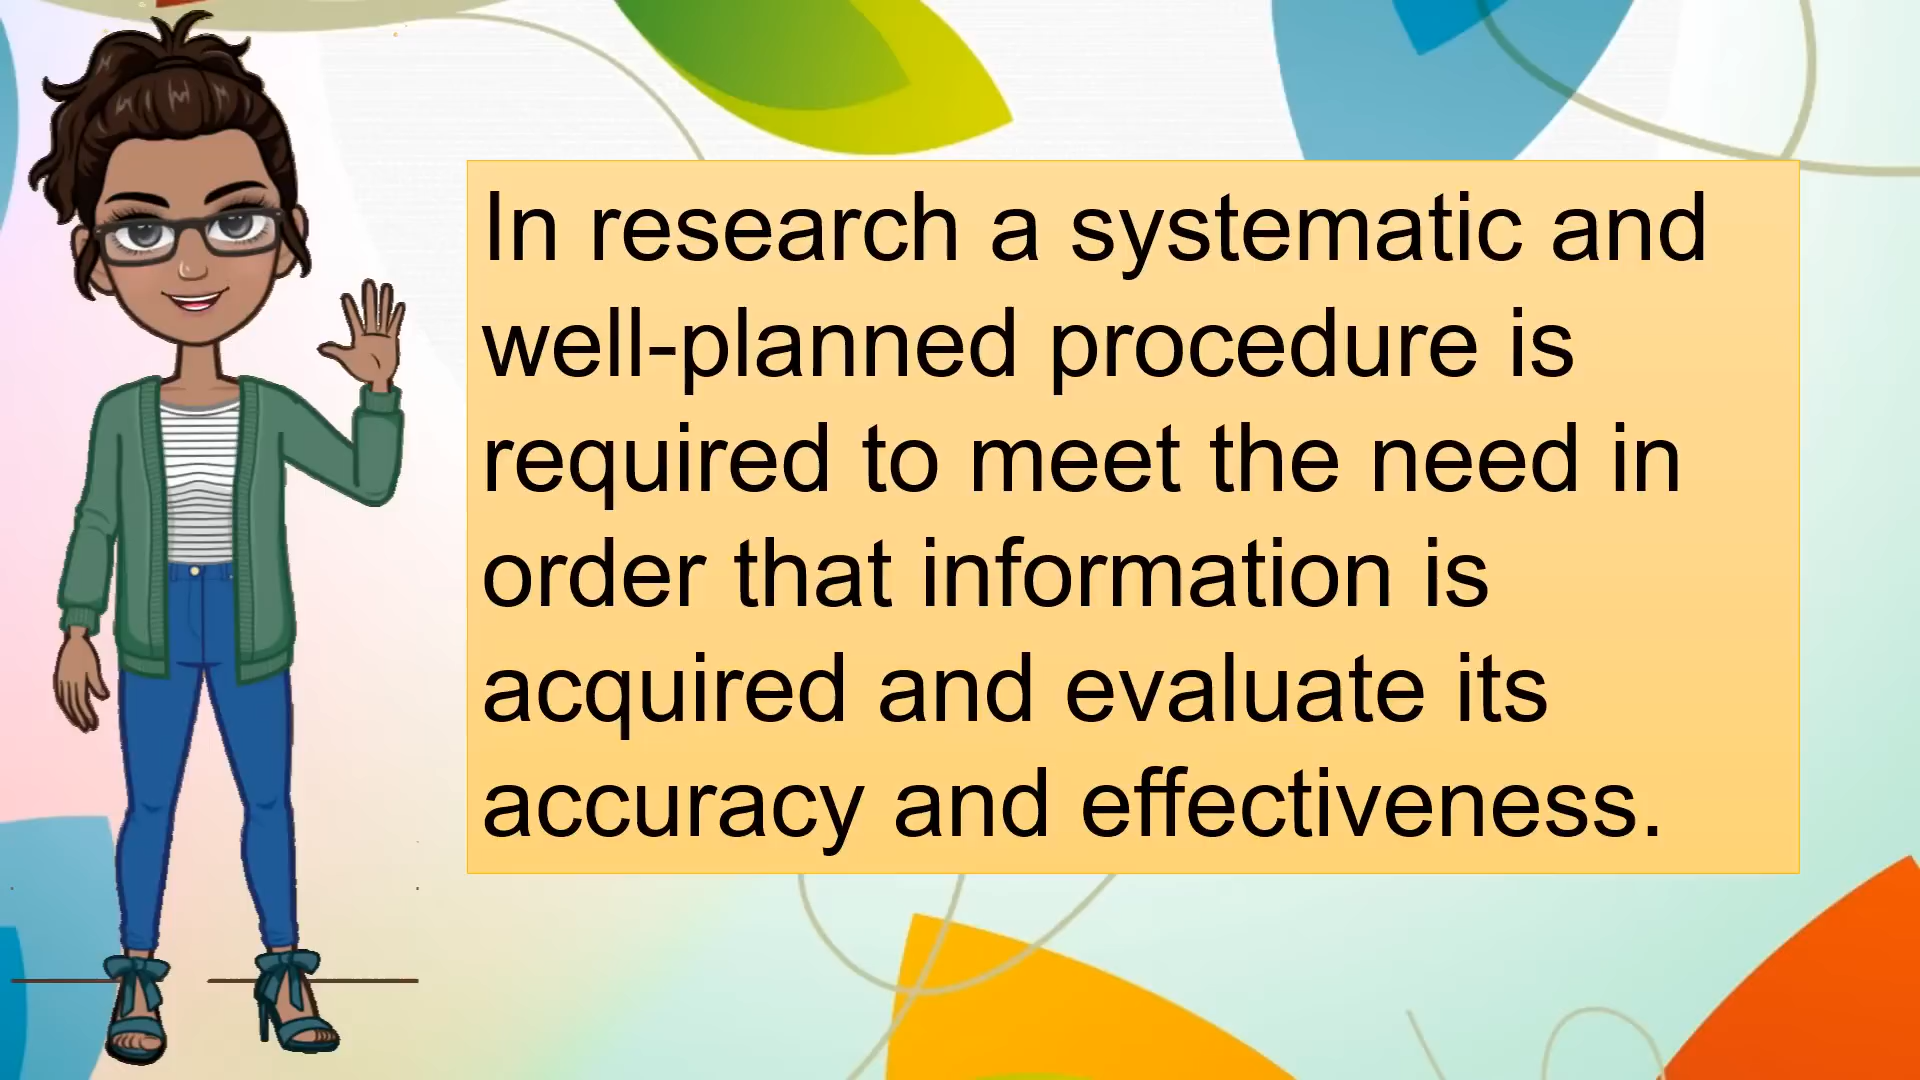 In research a systematic and
well-planned procedure is
required to meet the need in
order that information is
acquired and evaluate its
accuracy and effectiveness.